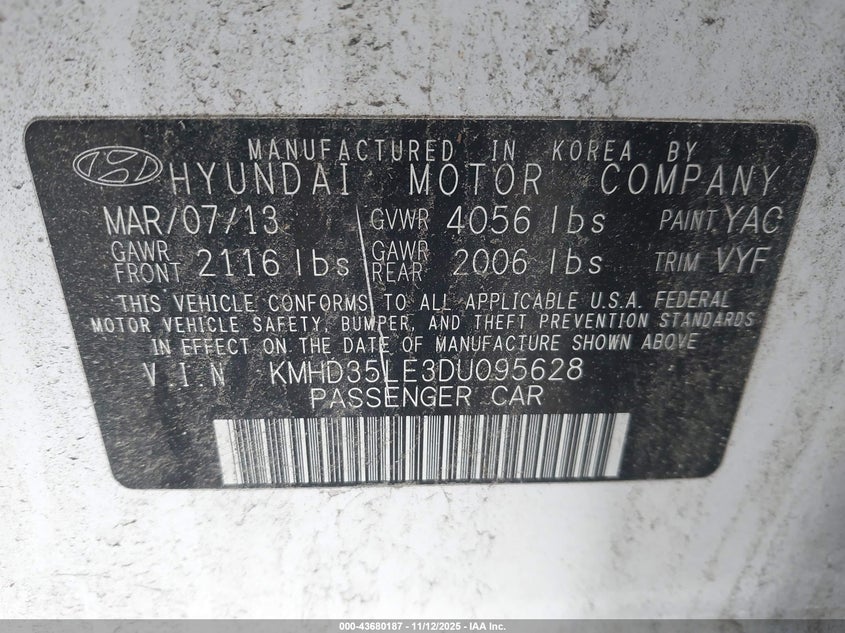 MANUFACTURED IN KOREA BY
HYUNDAI MOTOR COMPANY
MAR/07/13 GVWR 4056 lbs PAINT YAC
GAWR FRONT 2116 lbs GAWR REAR 2006 lbs TRIM VYF
THIS VEHICLE CONFORMS TO ALL APPLICABLE U.S.A. FEDERAL
MOTOR VEHICLE SAFETY, BUMPER, AND THEFT PREVENTION STANDARDS
IN EFFECT ON THE DATE OF MANUFACTURE SHOWN ABOVE
V.I.N KMHD35LE3DU095628
PASSENGER CAR
000-43680187 - 11/12/2025 - IAA Inc.